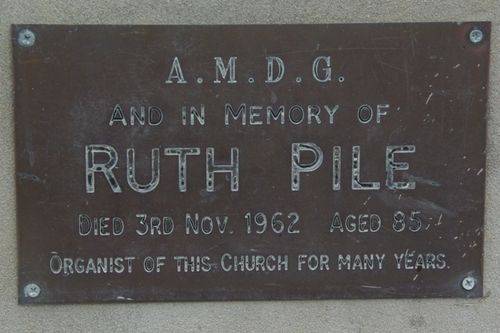 A.M.D.G.
AND IN MEMORY OF
RUTH PILE
DIED 3RD NOV. 1962 AGED 85.
ORGANIST OF THIS CHURCH FOR MANY YEARS.